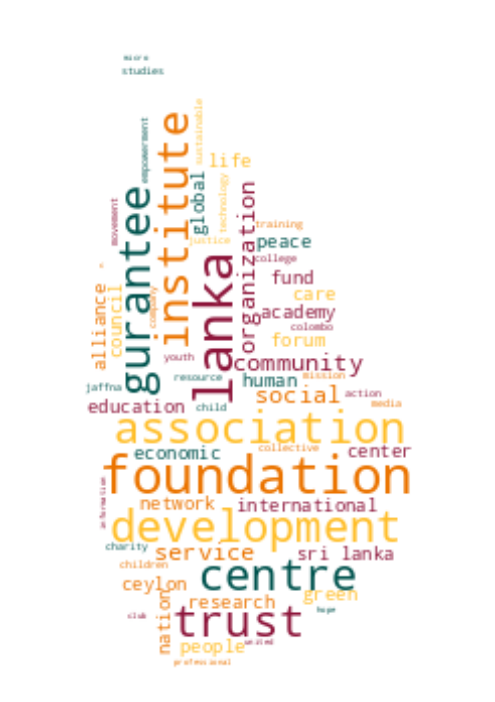 micro
studies
sustainable
institute
empowerment
life
global
technology
gurantee
organization
movement
training
justice
peace
lanka
college
fund
alliance
council
company
care
academy
colombo
forum
youth
community
resource
human
mission
jaffna
social
action
education
child
media
association
economic
collective
center
foundation
information
network
international
development
charity
service
sri lanka
children
centre
ceylon
green
nation
research
hope
club
trust
united
people
professional